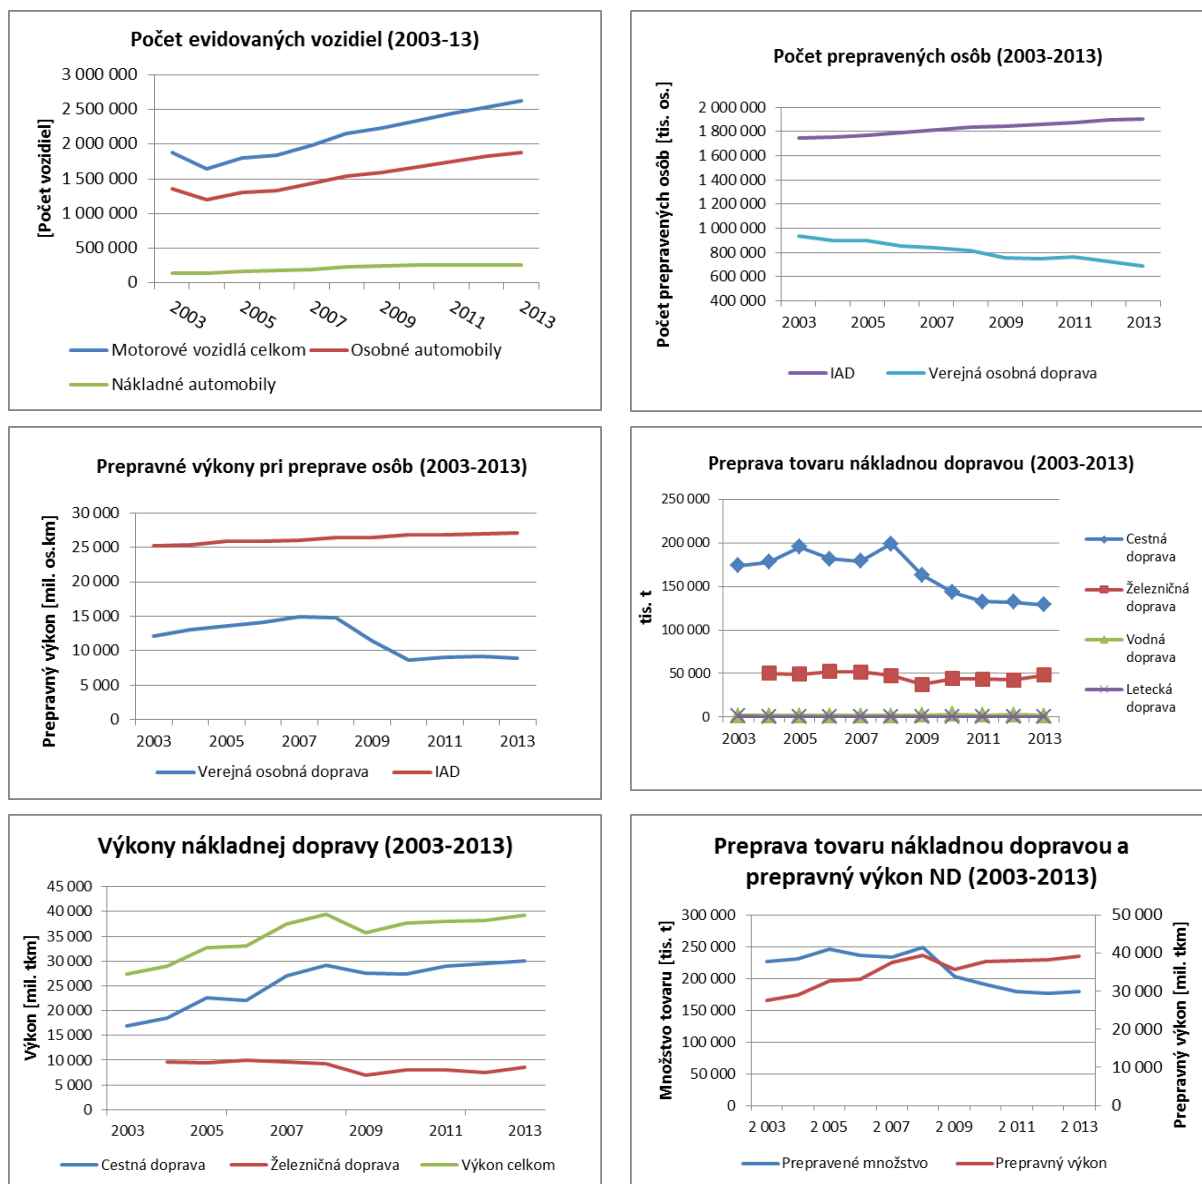 Počet evidovaných vozidiel (2003-13)
[Počet vozidiel]
3 000 000
2 500 000
2 000 000
1 500 000
1 000 000
500 000
0
2003 2005 2007 2009 2011 2013
Motorové vozidlá celkom Osobné automobily
Nákladné automobily
Počet prepravených osôb (2003-2013)
Počet prepravených osôb [tis. os.]
2 000 000
1 800 000
1 600 000
1 400 000
1 200 000
1 000 000
800 000
600 000
400 000
2003 2005 2007 2009 2011 2013
IAD Verejná osobná doprava
Prepravné výkony pri preprave osôb (2003-2013)
Prepravný výkon [mil. os.km]
30 000
25 000
20 000
15 000
10 000
5 000
0
2003 2005 2007 2009 2011 2013
Verejná osobná doprava IAD
Preprava tovaru nákladnou dopravou (2003-2013)
tis. t
250 000
200 000
150 000
100 000
50 000
0
2003 2005 2007 2009 2011 2013
Cestná
doprava
Železničná
doprava
Vodná
doprava
Letecká
doprava
Výkony nákladnej dopravy (2003-2013)
Výkon [mil. tkm]
45 000
40 000
35 000
30 000
25 000
20 000
15 000
10 000
5 000
0
2003 2005 2007 2009 2011 2013
Cestná doprava Železničná doprava Výkon celkom
Preprava tovaru nákladnou dopravou a
prepravný výkon ND (2003-2013)
Množstvo tovaru [tis. t]
300 000
250 000
200 000
150 000
100 000
50 000
0
50 000
40 000
30 000
20 000
10 000
0
Prepravný výkon [mil. tkm]
2 003 2 005 2 007 2 009 2 011 2 013
Prepravené množstvo Prepravný výkon